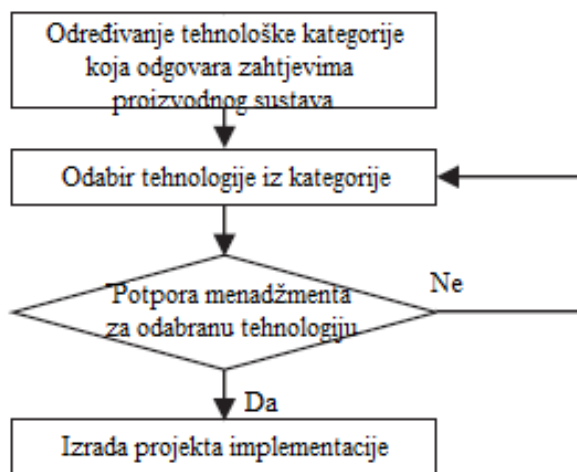 Određivanje tehnološke kategorije
koja odgovara zahtjevima
proizvodnog sustava
Odabir tehnologije iz kategorije
Potpora menadžmenta
za odabranu tehnologiju
Ne
Da
Izrada projekta implementacije